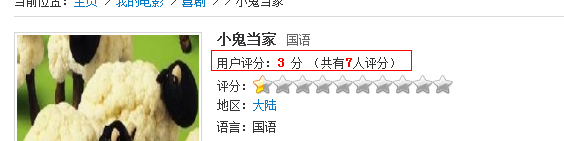 当前位置：主页 > 我的电影 > 喜剧 > > 小鬼当家
小鬼当家 国语
用户评分：3 分 （共有7人评分）
评分：
地区：大陆
语言：国语